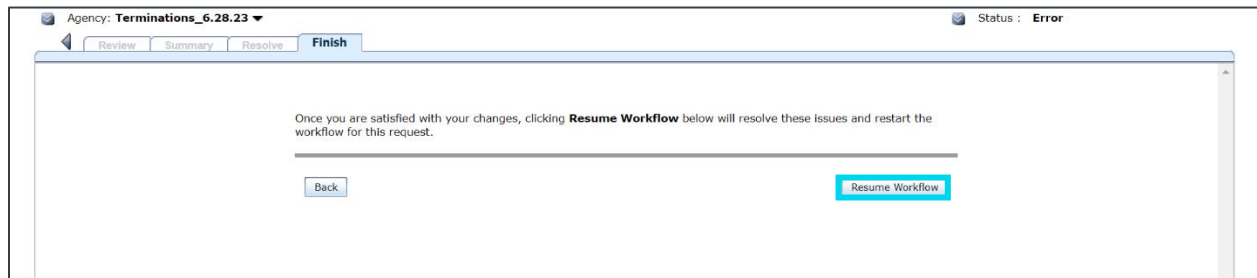 Agency: Terminations_6.28.23
Status : Error
Review Summary Resolve Finish
Once you are satisfied with your changes, clicking Resume Workflow below will resolve these issues and restart the
workflow for this request.
Back
Resume Workflow